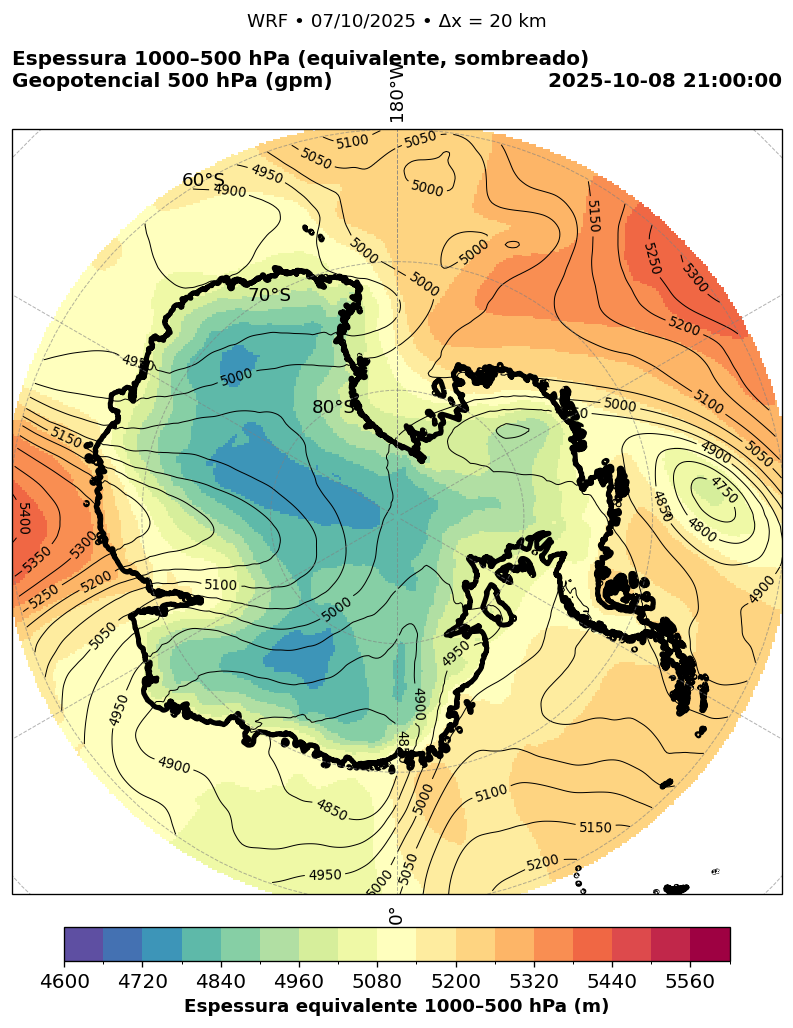 WRF • 07/10/2025 • Δx = 20 km
Espessura 1000–500 hPa (equivalente, sombreado)
Geopotencial 500 hPa (gpm) 2025-10-08 21:00:00
180°W
5100 5050
5050
4950 5000
60°S 4900
5150
5000 5000
5250 5300
5000
70°S
5200
4950
5000
5100
80°S 5000
5150 4900 5050
4750
4850
5400 4800
5300
5350
5200 5100 4900
5250
5000
5050
4950
4900
4950
4900
5100
5000
4850
5150
5200
4950 5000 5050
0°
4600 4720 4840 4960 5080 5200 5320 5440 5560
Espessura equivalente 1000–500 hPa (m)